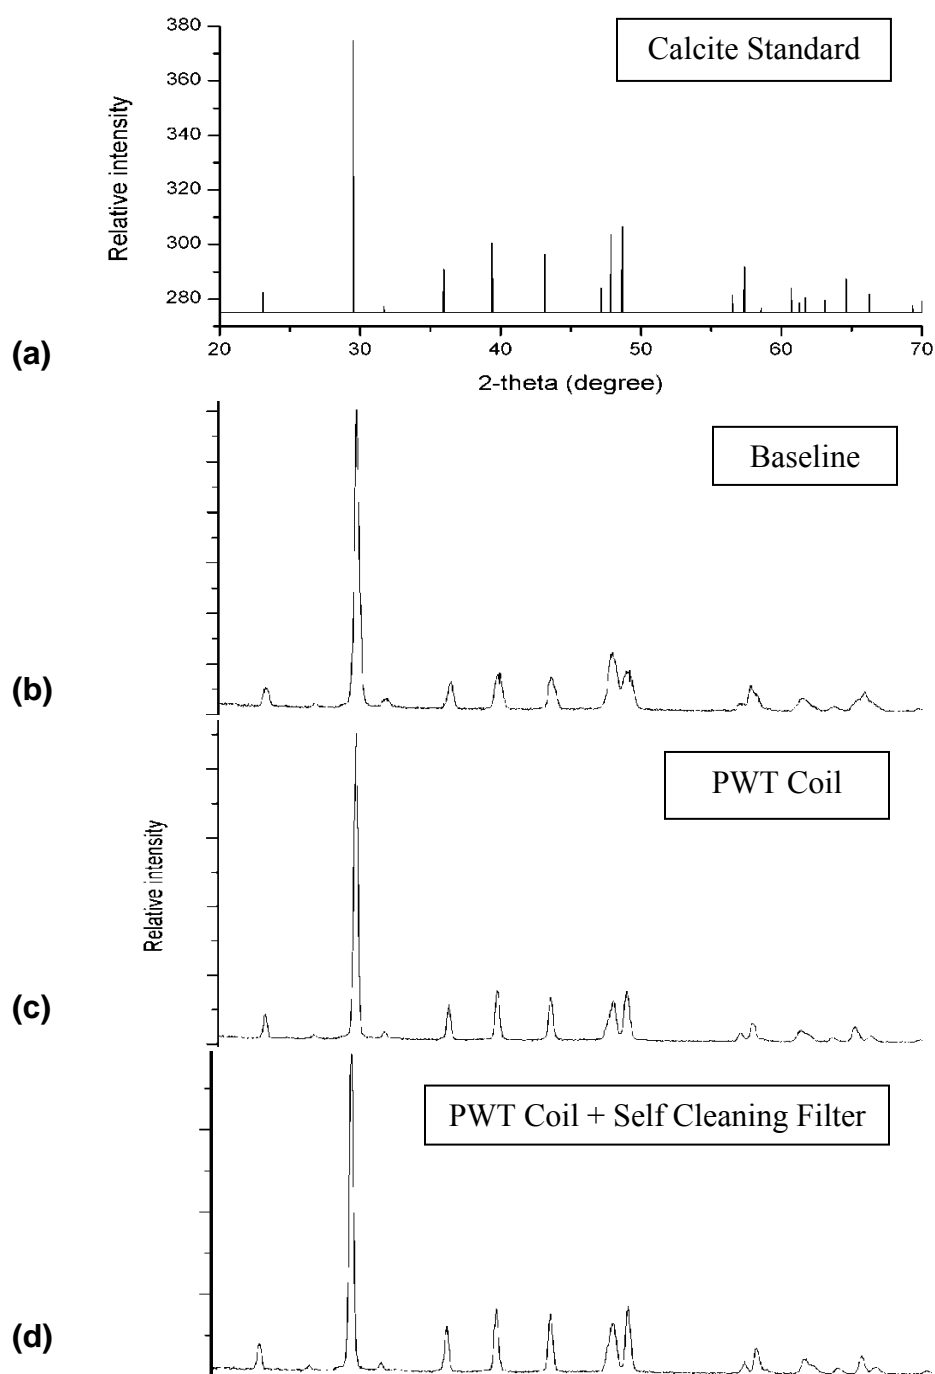 380
Calcite Standard
360
340
320
300
280
Relative intensity
20 30 40 50 60 70
2-theta (degree)
(a)
Baseline
(b)
PWT Coil
Relative intensity
(c)
PWT Coil + Self Cleaning Filter
(d)